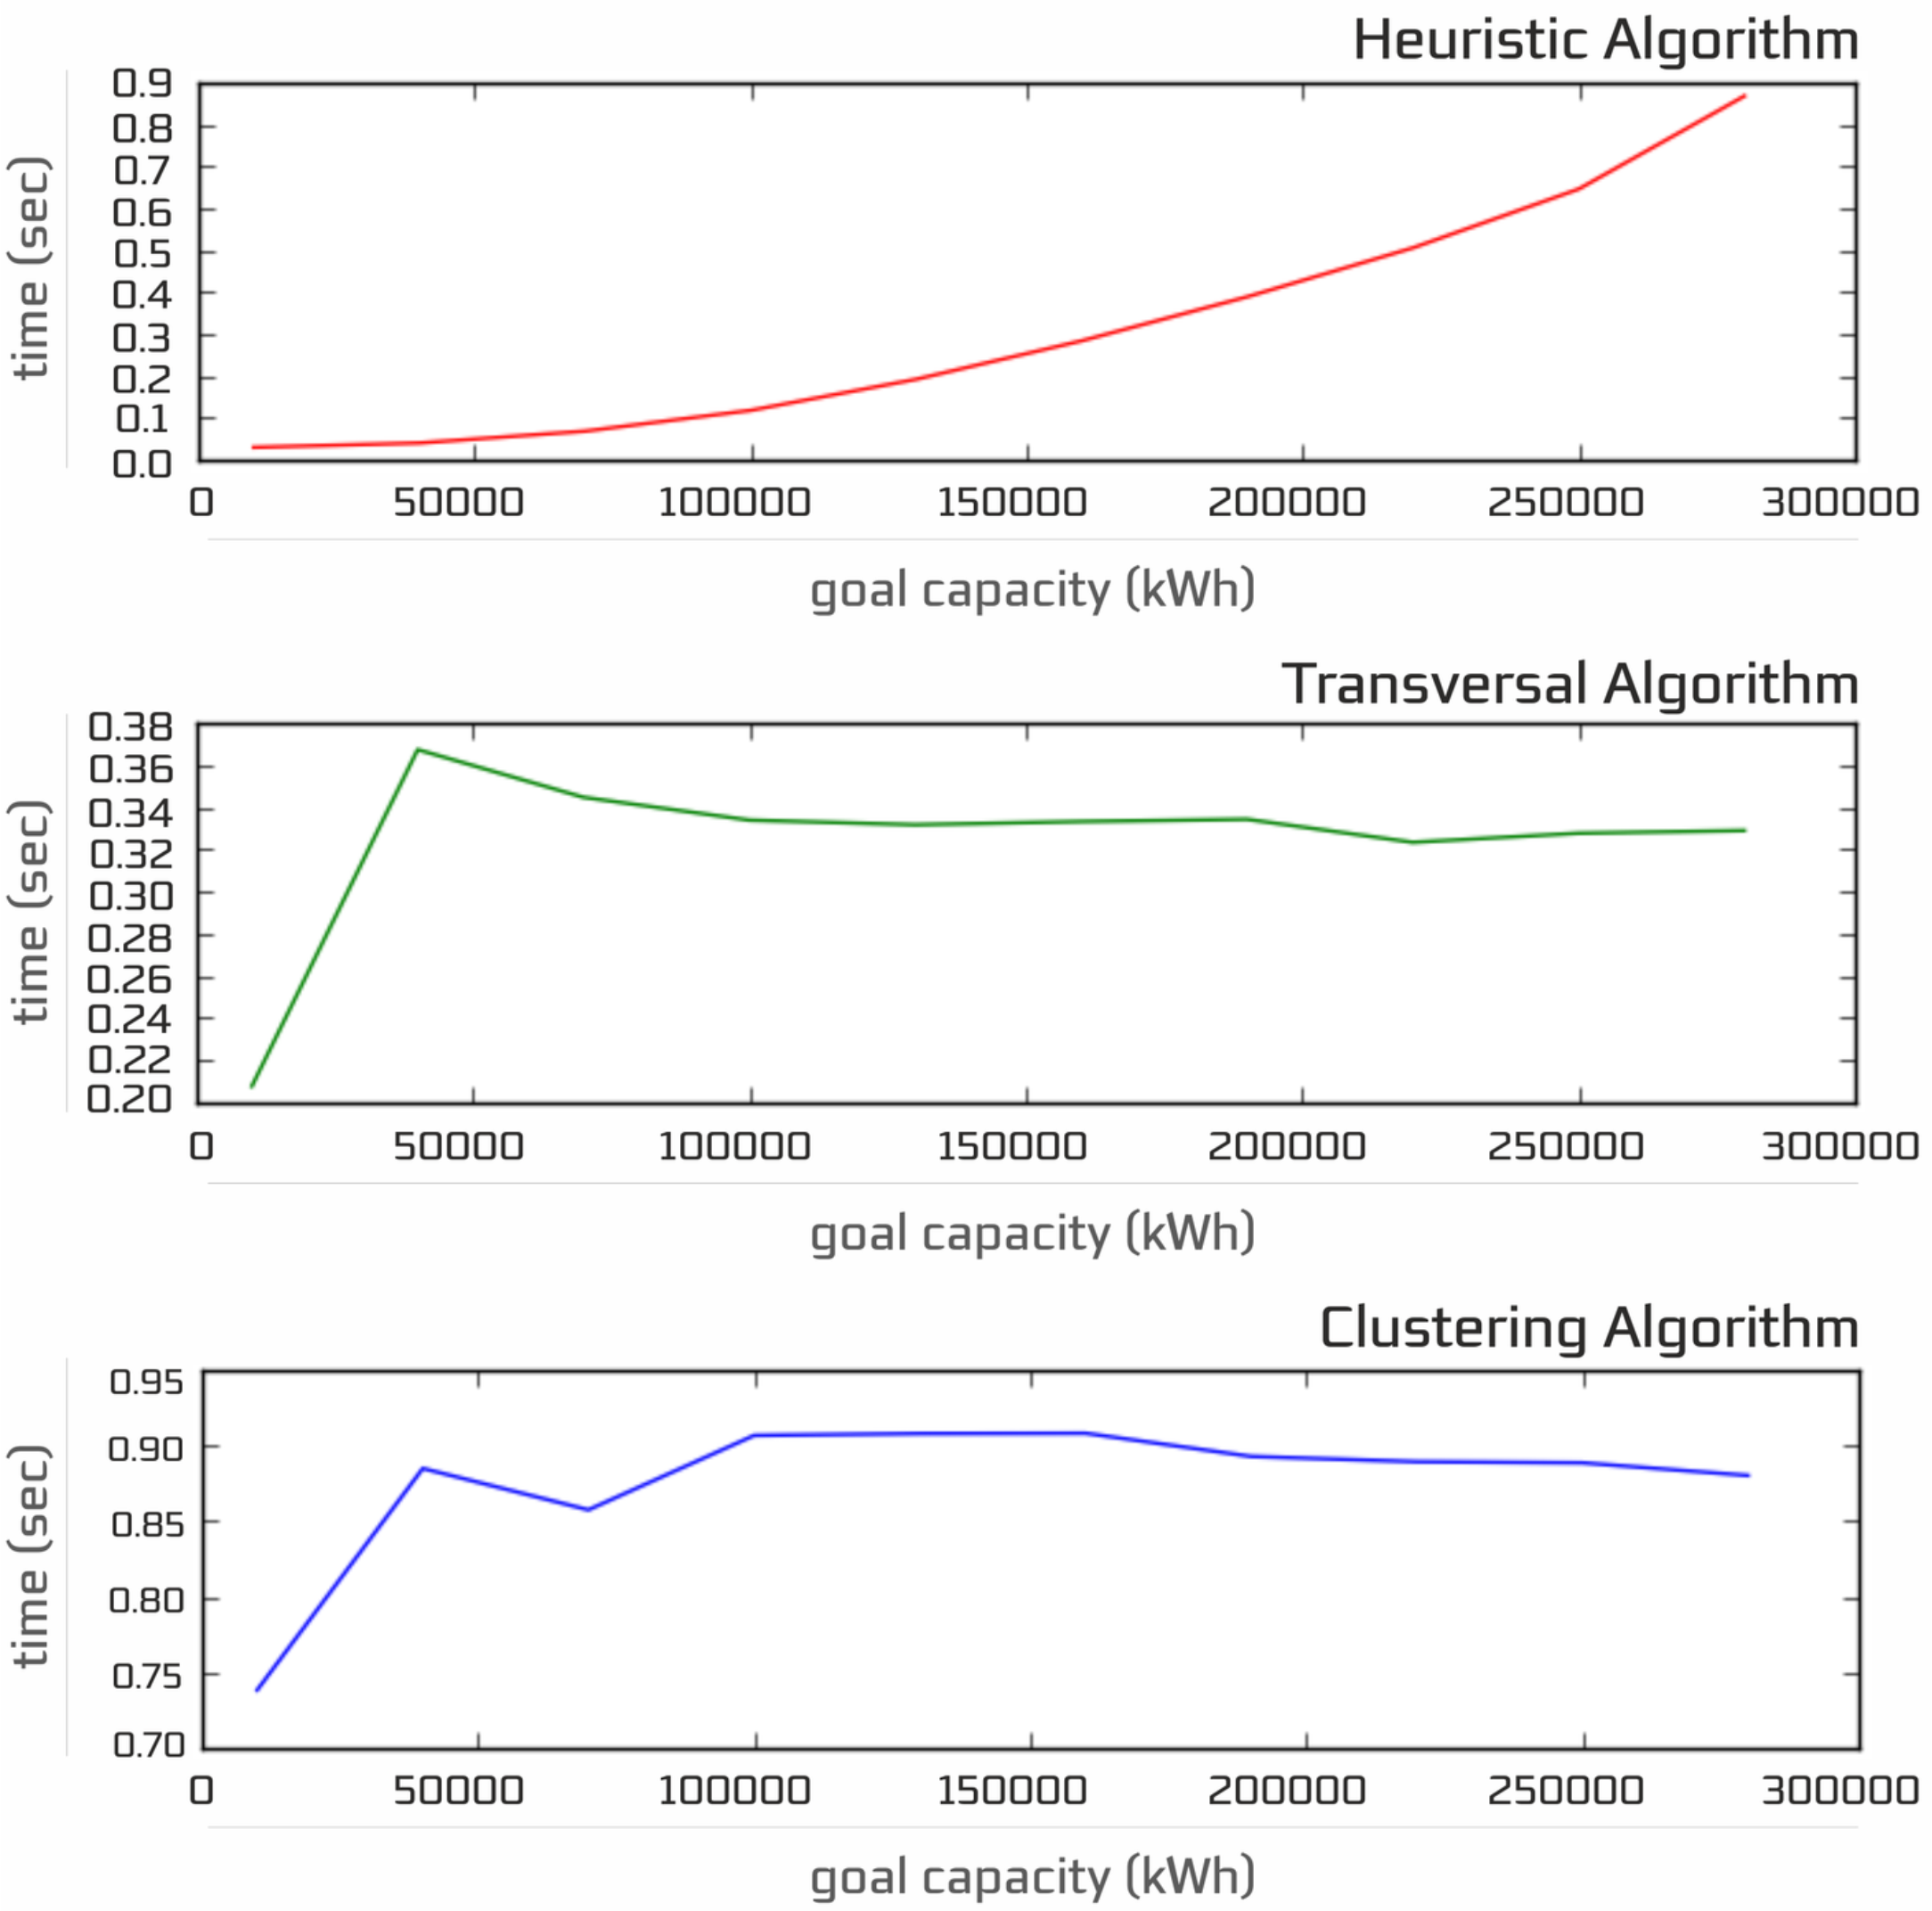 Heuristic Algorithm
time (sec)
0.9
0.8
0.7
0.6
0.5
0.4
0.3
0.2
0.1
0.0
0 50000 100000 150000 200000 250000 300000
goal capacity (kWh)
Transversal Algorithm
time (sec)
0.38
0.36
0.34
0.32
0.30
0.28
0.26
0.24
0.22
0.20
0 50000 100000 150000 200000 250000 300000
goal capacity (kWh)
Clustering Algorithm
time (sec)
0.95
0.90
0.85
0.80
0.75
0.70
0 50000 100000 150000 200000 250000 300000
goal capacity (kWh)